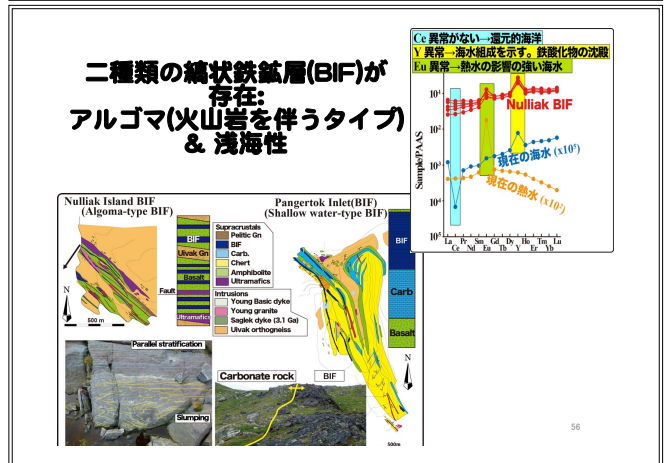 二種類の縞状鉄鉱層(BIF)が
存在:
アルゴマ(火山岩を伴うタイプ)
& 浅海性
Ce 異常がない→還元的海洋
Y 異常→海水組成を示す。鉄酸化物の沈殿
Eu 異常→熱水の影響の強い海水
Sample/PAAS
10¹
10²
10³
10⁴
10⁵
Nulliak BIF
現在の海水 (x10⁵)
現在の熱水 (x10²)
La Pr Sm Gd Dy Ho Tm Lu
Ce Nd Eu Tb Y Er Yb
Nulliak Island BIF
(Algoma-type BIF)
Pangertok Inlet(BIF)
(Shallow water-type BIF)
BIF
Uivak Gn
Basalt
Fault
Ultramafics
N
500 m
Supracrustals
Pelitic Gn
BIF
Carb.
Chert
Amphibolite
Ultramafics
Intrusions
Young Basic dyke
Young granite
Saglek dyke (3.1 Ga)
Uivak orthogneiss
BIF
Carb
Basalt
N
Parallel stratification
Slumping
Carbonate rock
BIF
500m
56